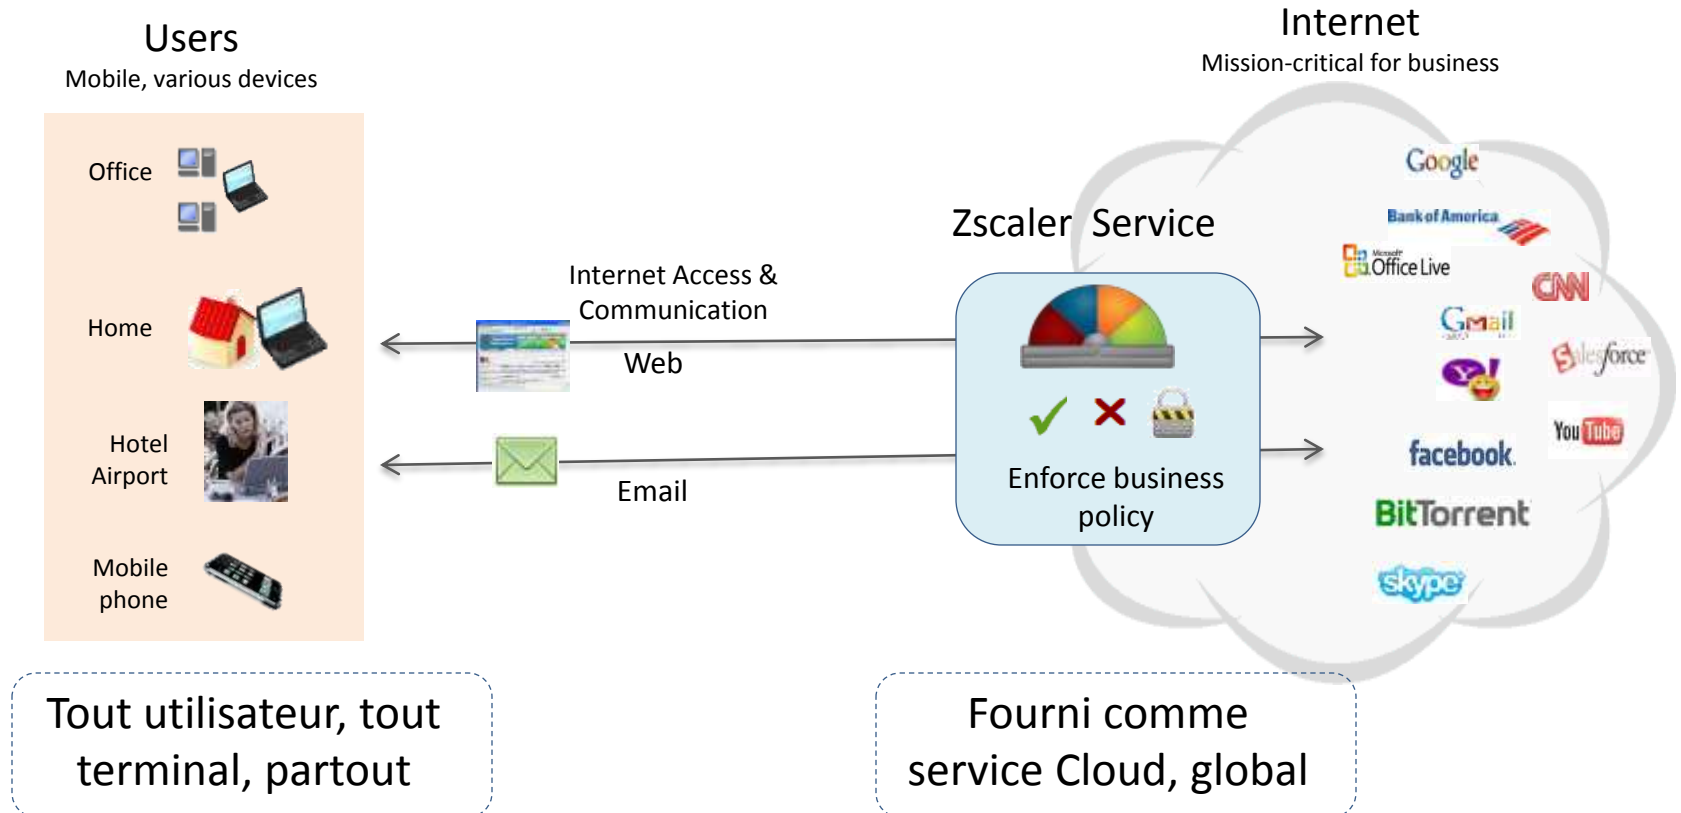 Users
Mobile, various devices
Internet
Mission-critical for business
Office
Home
Hotel
Airport
Mobile
phone
Internet Access &
Communication
Web
Email
Zscaler Service
Enforce business
policy
Google
Bank of America
Microsoft
Office Live
CNN
Gmail
Salesforce
Y!
YouTube
facebook.
BitTorrent
skype
Tout utilisateur, tout
terminal, partout
Fourni comme
service Cloud, global